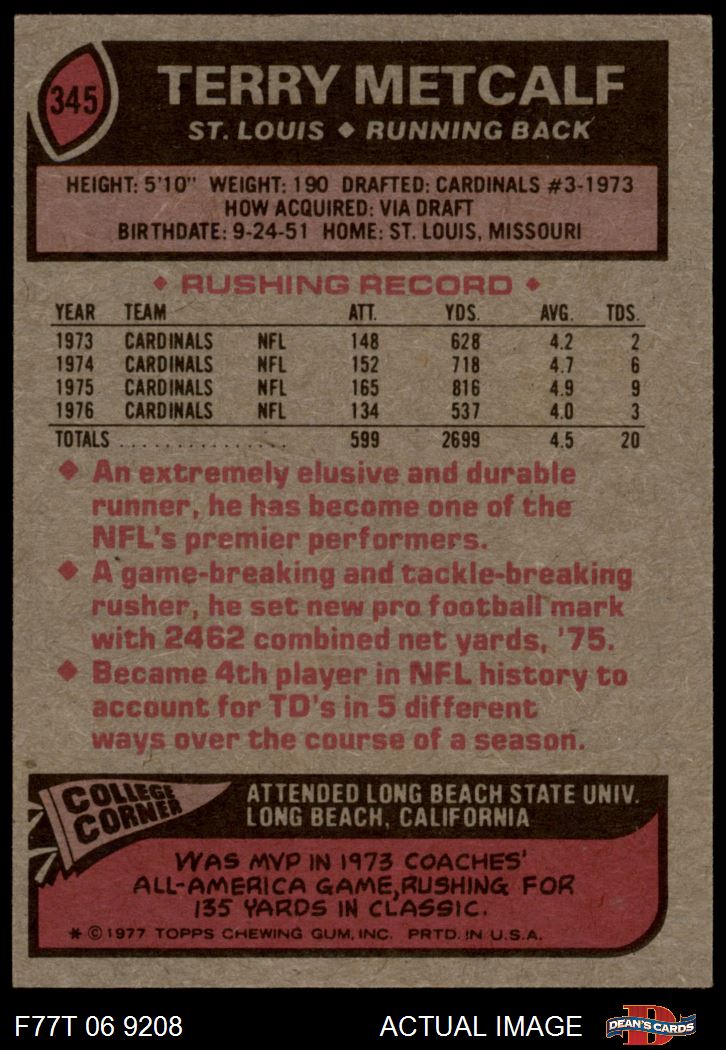 345
TERRY METCALF
ST. LOUIS ◆ RUNNING BACK
HEIGHT: 5'10" WEIGHT: 190 DRAFTED: CARDINALS #3-1973
HOW ACQUIRED: VIA DRAFT
BIRTHDATE: 9-24-51 HOME: ST. LOUIS, MISSOURI
◆ RUSHING RECORD ◆
YEAR TEAM ATT. YDS. AVG. TDS.
1973 CARDINALS NFL 148 628 4.2 2
1974 CARDINALS NFL 152 718 4.7 6
1975 CARDINALS NFL 165 816 4.9 9
1976 CARDINALS NFL 134 537 4.0 3
TOTALS . . . . . . . . . . . . . . . . 599 2699 4.5 20
◆ An extremely elusive and durable
runner, he has become one of the
NFL's premier performers.
◆ A game-breaking and tackle-breaking
rusher, he set new pro football mark
with 2462 combined net yards, '75.
◆ Became 4th player in NFL history to
account for TD's in 5 different
ways over the course of a season.
COLLEGE
CORNER
ATTENDED LONG BEACH STATE UNIV.
LONG BEACH, CALIFORNIA
WAS MVP IN 1973 COACHES'
ALL-AMERICA GAME, RUSHING FOR
135 YARDS IN CLASSIC.
* © 1977 TOPPS CHEWING GUM, INC. PRTD. IN U.S.A.
F77T 06 9208 ACTUAL IMAGE D DEAN'S CARDS